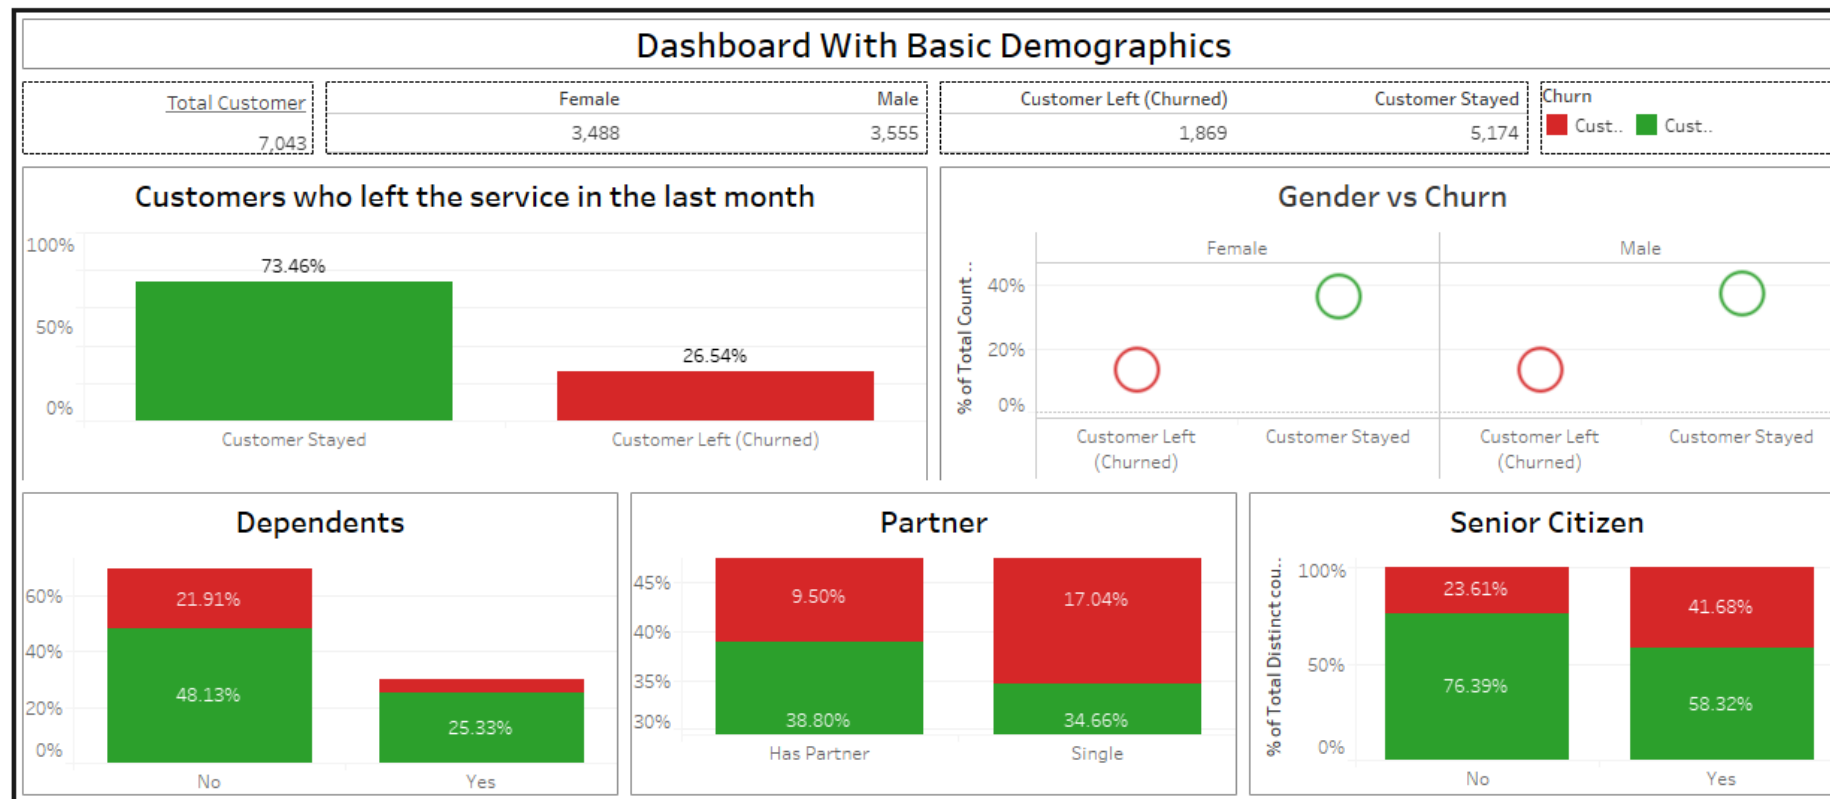 Dashboard With Basic Demographics
Total Customer
7,043
Female Male
3,488 3,555
Customer Left (Churned) Customer Stayed
1,869 5,174
Churn
Cust.. Cust..
Customers who left the service in the last month
100%
50%
0%
73.46%
26.54%
Customer Stayed Customer Left (Churned)
Gender vs Churn
Female Male
% of Total Count ..
40%
20%
0%
Customer Left
(Churned)
Customer Stayed
Customer Left
(Churned)
Customer Stayed
Dependents
60%
40%
20%
0%
21.91%
48.13%
25.33%
No Yes
Partner
45%
40%
35%
30%
9.50% 17.04%
38.80% 34.66%
Has Partner Single
Senior Citizen
% of Total Distinct cou..
100%
50%
0%
23.61%
76.39%
41.68%
58.32%
No Yes